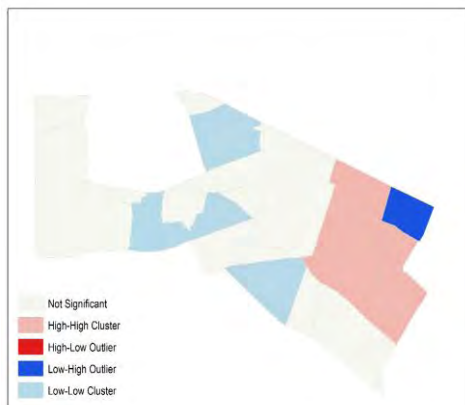 Not Significant
High-High Cluster
High-Low Outlier
Low-High Outlier
Low-Low Cluster